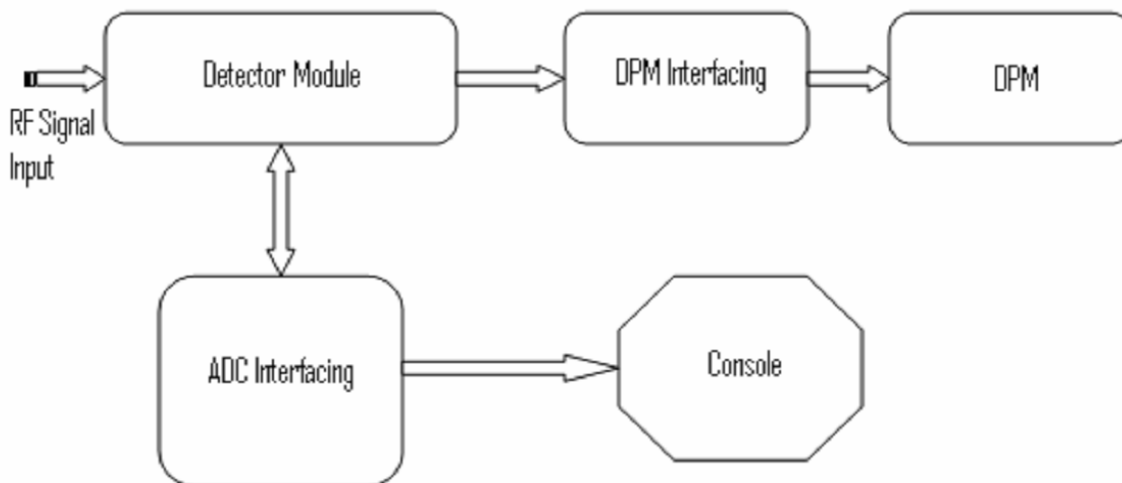 Detector Module
DPM Interfacing
DPM
RF Signal
Input
ADC Interfacing
Console